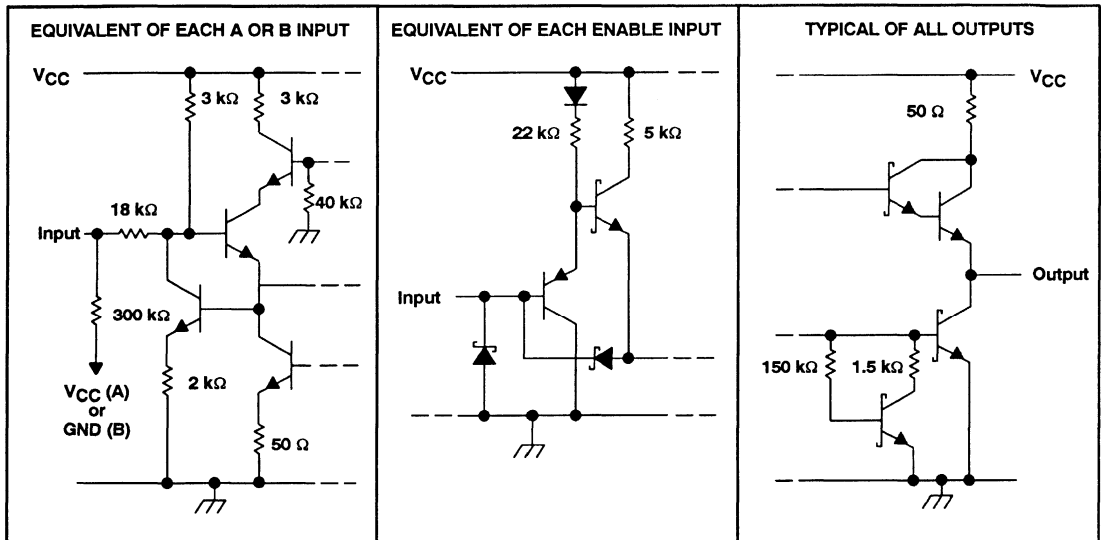 EQUIVALENT OF EACH A OR B INPUT
VCC
3 kΩ
3 kΩ
40 kΩ
18 kΩ
Input
300 kΩ
2 kΩ
VCC (A)
or
GND (B)
50 Ω
EQUIVALENT OF EACH ENABLE INPUT
VCC
22 kΩ
5 kΩ
Input
TYPICAL OF ALL OUTPUTS
VCC
50 Ω
Output
150 kΩ
1.5 kΩ